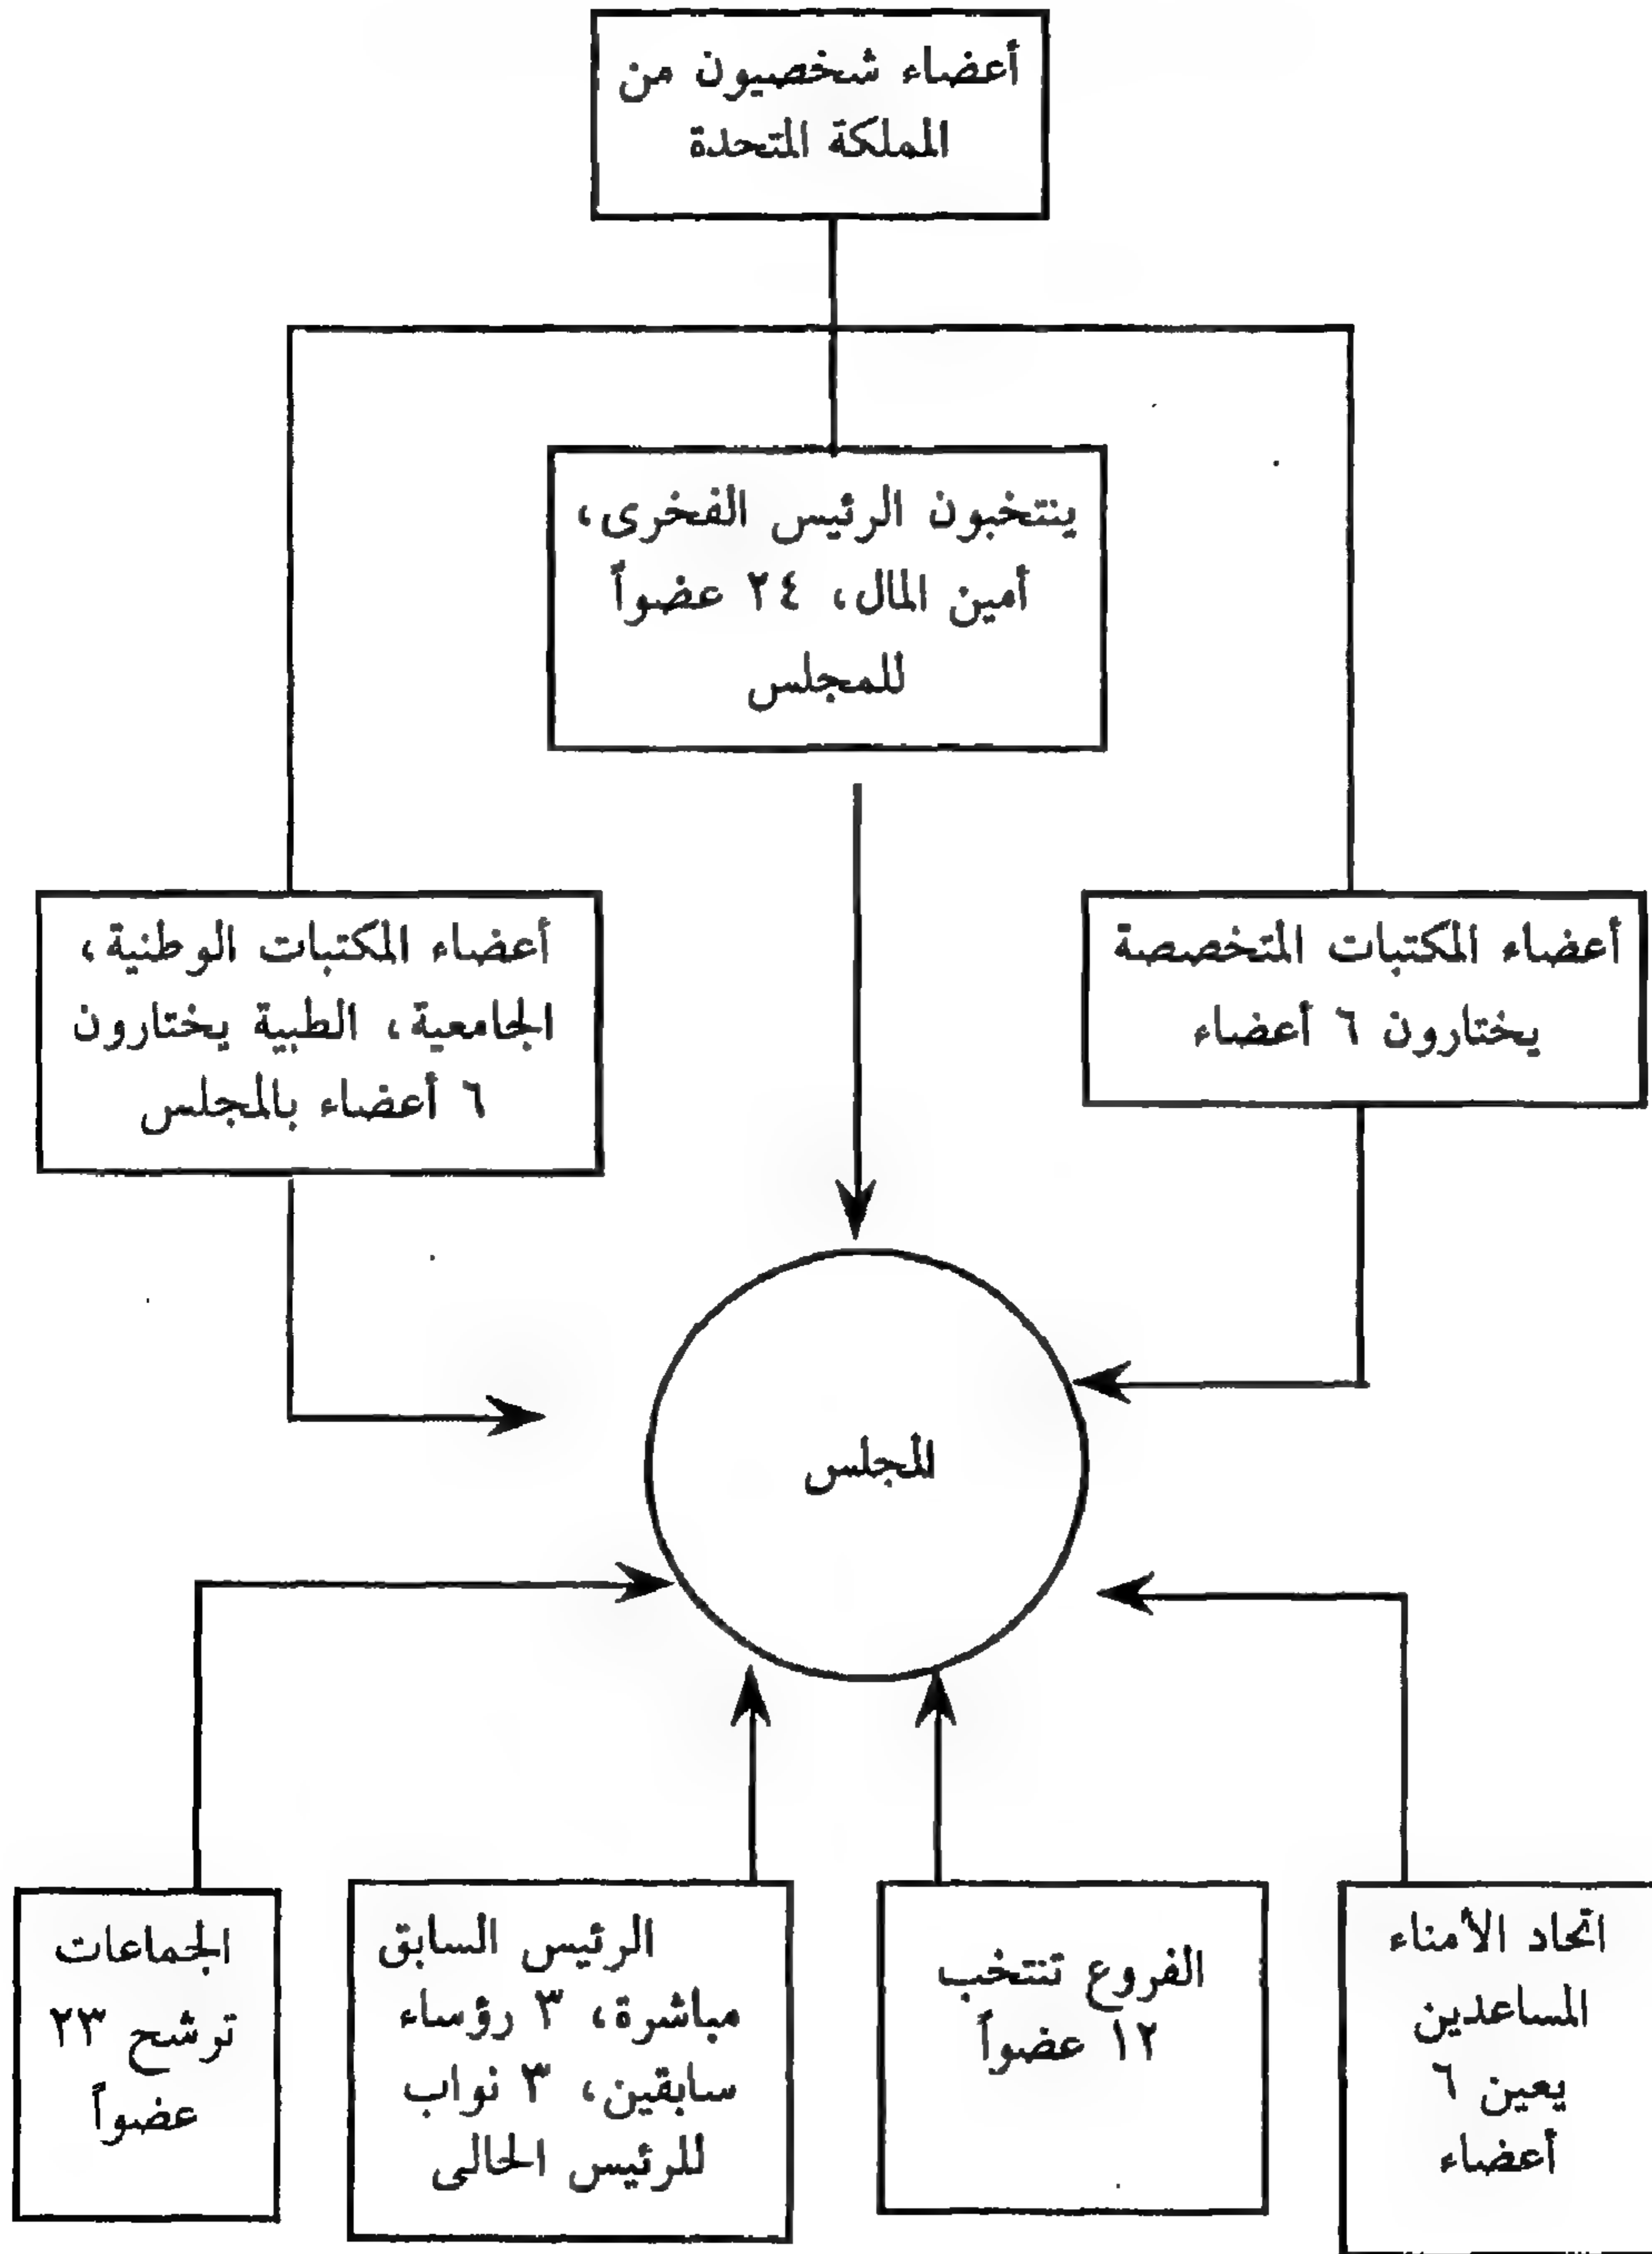 أعضاء شخصيون من
المملكة المتحدة
ينتخبون الرئيس الفخرى،
أمين المال، ٢٤ عضواً
للمجلس
أعضاء المكتبات المتخصصة
يختارون ٦ أعضاء
أعضاء المكتبات الوطنية،
الجامعية، الطبية يختارون
٦ أعضاء بالمجلس
المجلس
اتحاد الأمناء
المساعدين
يعين ٦
أعضاء
الفروع تنتخب
١٢ عضواً
الرئيس السابق
مباشرة، ٣ رؤساء
سابقين، ٣ نواب
للرئيس الحالى
الجماعات
ترشح ٢٣
عضواً